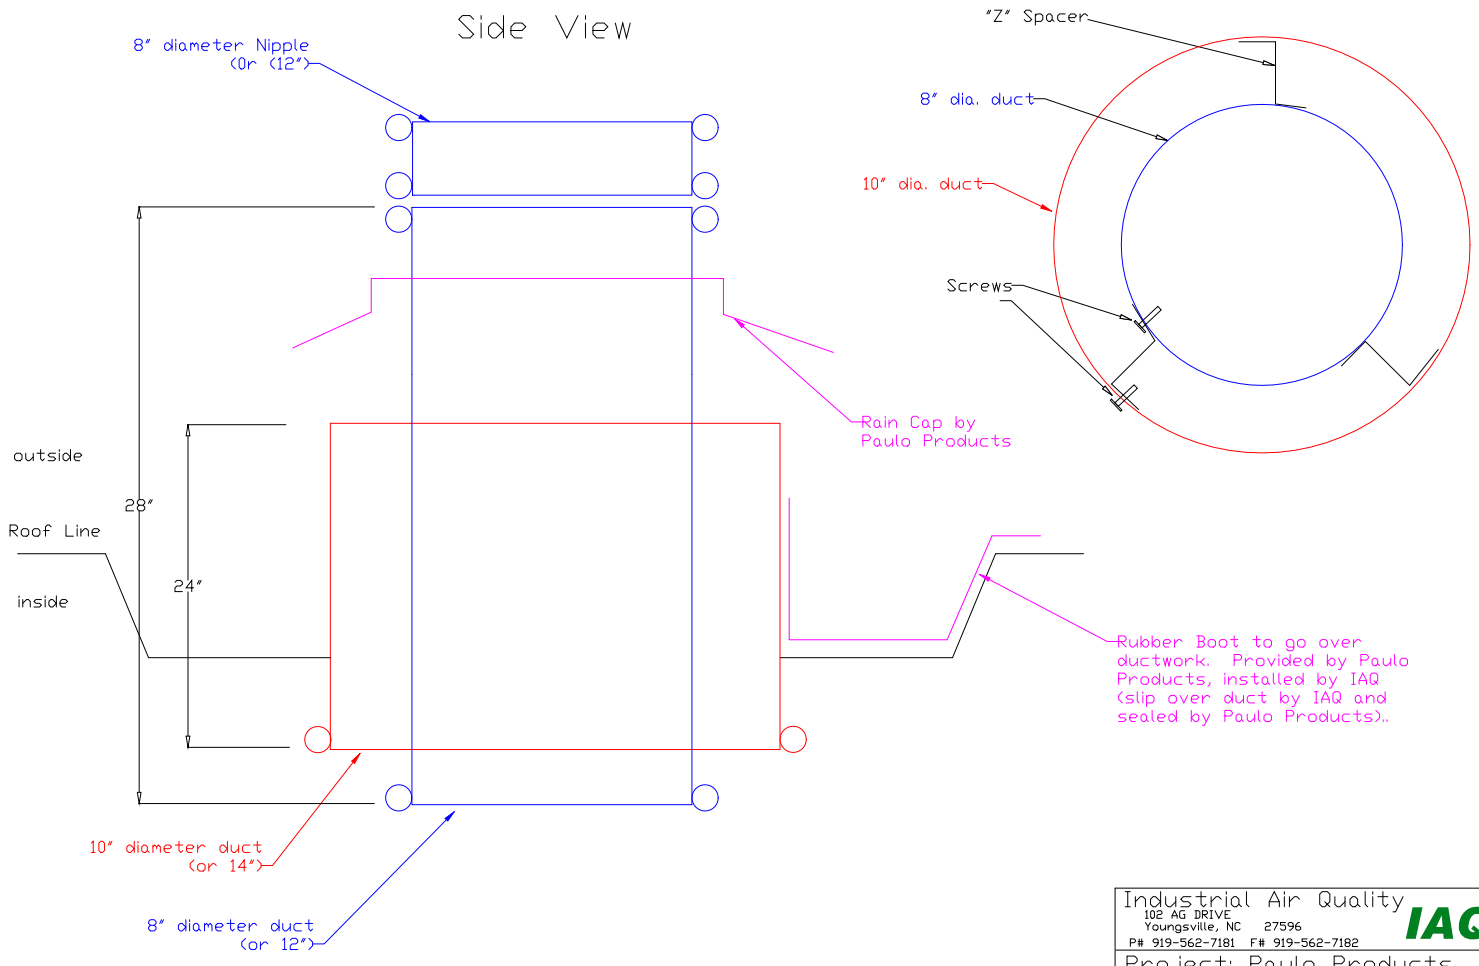 Side View
8" diameter Nipple
(Or (12")
"Z" Spacer
8" dia. duct
10" dia. duct
Screws
Rain Cap by
Paulo Products
outside
28"
Roof Line
24"
inside
Rubber Boot to go over
ductwork. Provided by Paulo
Products, installed by IAQ
(slip over duct by IAQ and
sealed by Paulo Products)..
10" diameter duct
(or 14")
8" diameter duct
(or 12")
Industrial Air Quality
102 AG DRIVE
Youngsville, NC 27596
P# 919-562-7181 F# 919-562-7182
IAQ
Project: Paulo Products